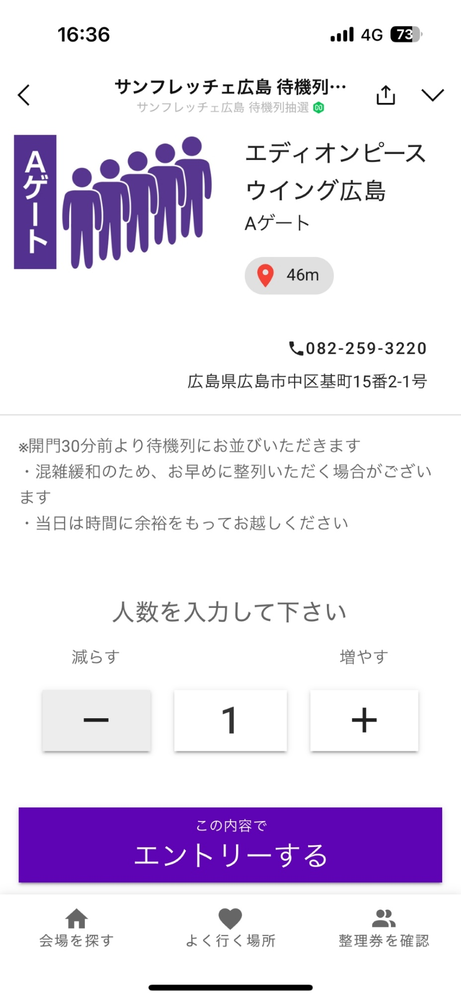 16:36
4G 73
サンフレッチェ広島 待機列…
サンフレッチェ広島 待機列抽選
Aゲート
エディオンピース
ウイング広島
Aゲート
46m
082-259-3220
広島県広島市中区基町15番2-1号
※開門30分前より待機列にお並びいただきます
・混雑緩和のため、お早めに整列いただく場合がござい
ます
・当日は時間に余裕をもってお越しください
人数を入力して下さい
減らす 増やす
− 1 +
この内容で
エントリーする
会場を探す よく行く場所 整理券を確認